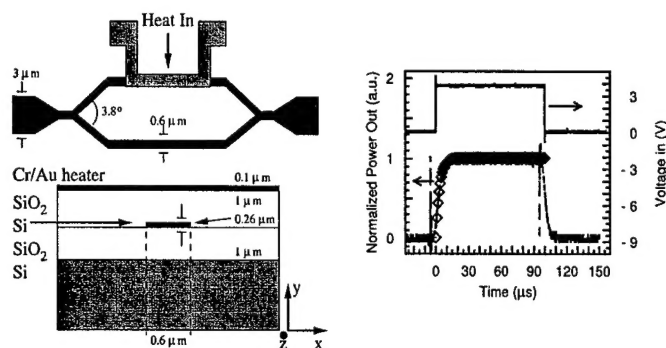 Heat In
3 µm
3.8º
0.6 µm
Cr/Au heater
0.1 µm
SiO2
1 µm
Si
0.26 µm
SiO2
1 µm
Si
0.6 µm
y
z
x
Normalized Power Out (a.u.)
2
1
0
Voltage in (V)
3
0
-3
-6
-9
-30 0 30 60 90 120 150
Time (µs)